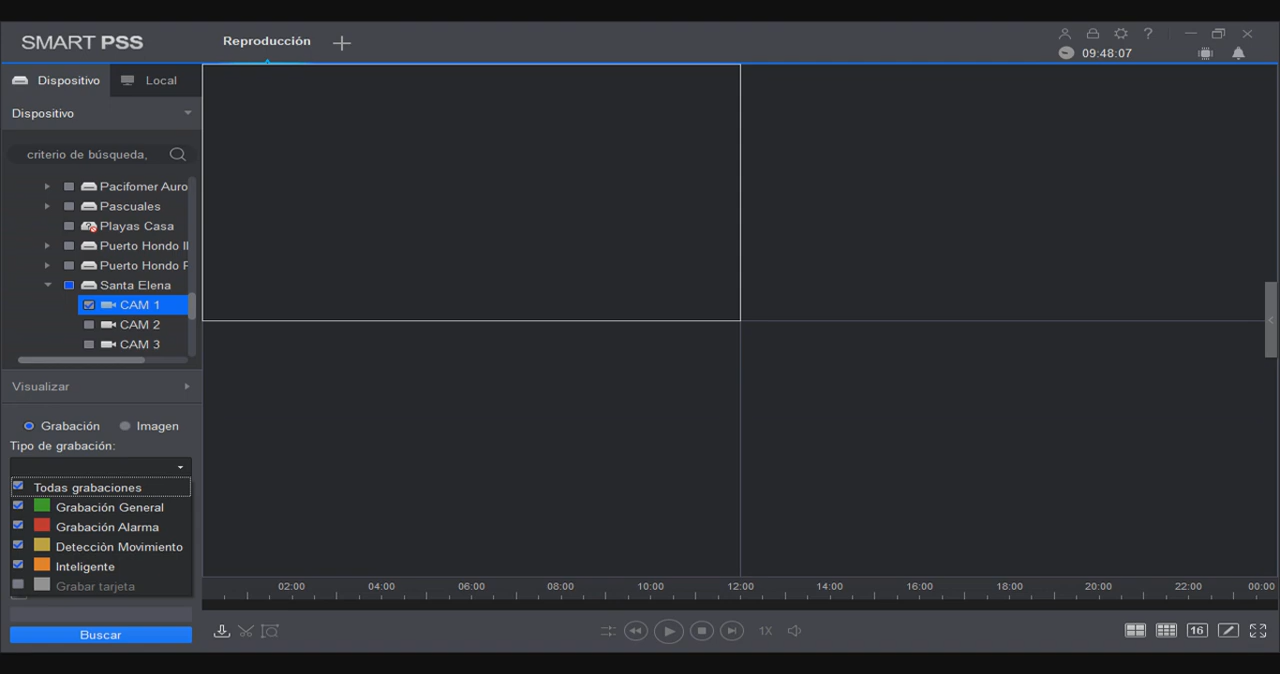 SMART PSS
Reproducción
09:48:07
Dispositivo
Local
Dispositivo
criterio de búsqueda,
Pacifomer Auro
Pascuales
Playas Casa
Puerto Hondo II
Puerto Hondo F
Santa Elena
CAM 1
CAM 2
CAM 3
Visualizar
Grabación
Imagen
Tipo de grabación:
Todas grabaciones
Grabación General
Grabación Alarma
Detecciòn Movimiento
Inteligente
Grabar tarjeta
Buscar
02:00 04:00 06:00 08:00 10:00 12:00 14:00 16:00 18:00 20:00 22:00 00:00
1X
16